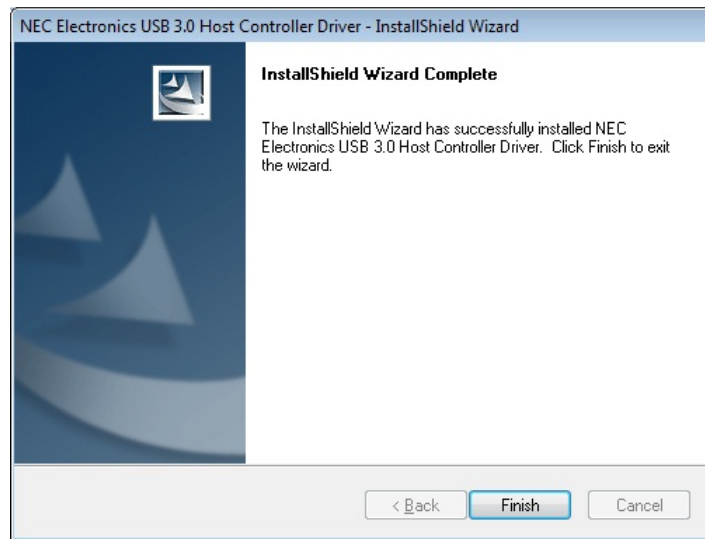 NEC Electronics USB 3.0 Host Controller Driver - InstallShield Wizard
InstallShield Wizard Complete
The InstallShield Wizard has successfully installed NEC
Electronics USB 3.0 Host Controller Driver. Click Finish to exit
the wizard.
< Back Finish Cancel